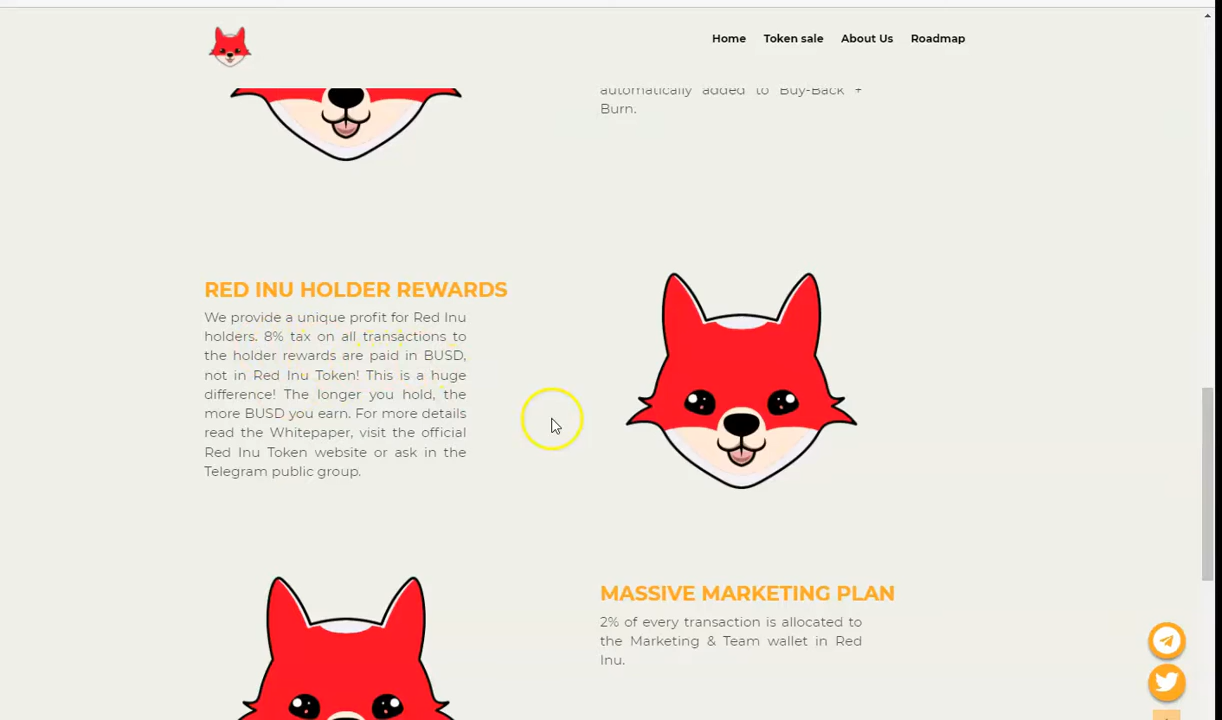 Home Token sale About Us Roadmap
automatically added to Buy-Back +
Burn.
RED INU HOLDER REWARDS
We provide a unique profit for Red Inu
holders. 8% tax on all transactions to
the holder rewards are paid in BUSD,
not in Red Inu Token! This is a huge
difference! The longer you hold, the
more BUSD you earn. For more details
read the Whitepaper, visit the official
Red Inu Token website or ask in the
Telegram public group.
MASSIVE MARKETING PLAN
2% of every transaction is allocated to
the Marketing & Team wallet in Red
Inu.